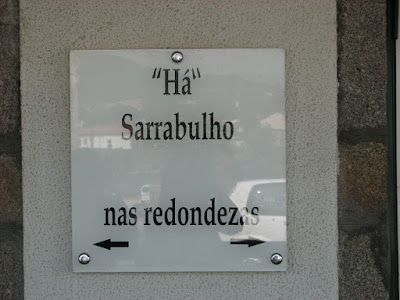 "Há"
Sarrabulho
nas redondezas